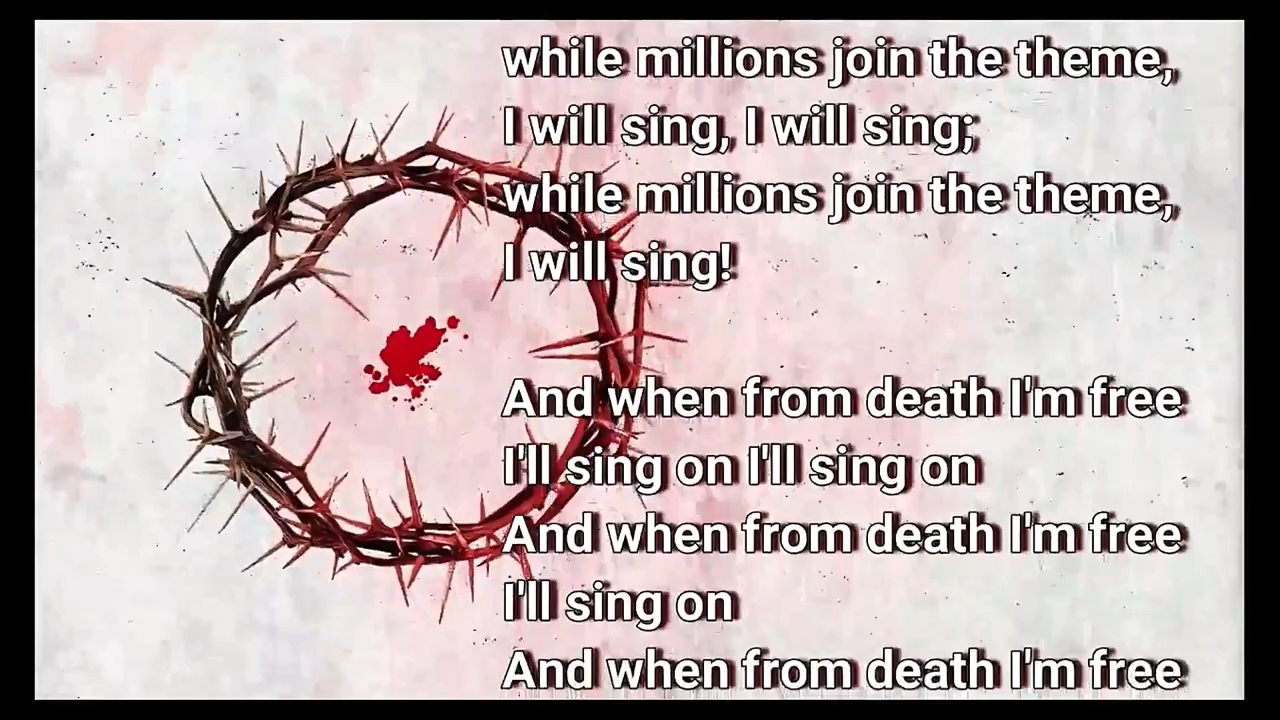 while millions join the theme,
I will sing, I will sing;
while millions join the theme,
I will sing!
And when from death I'm free
I'll sing on I'll sing on
And when from death I'm free
I'll sing on
And when from death I'm free